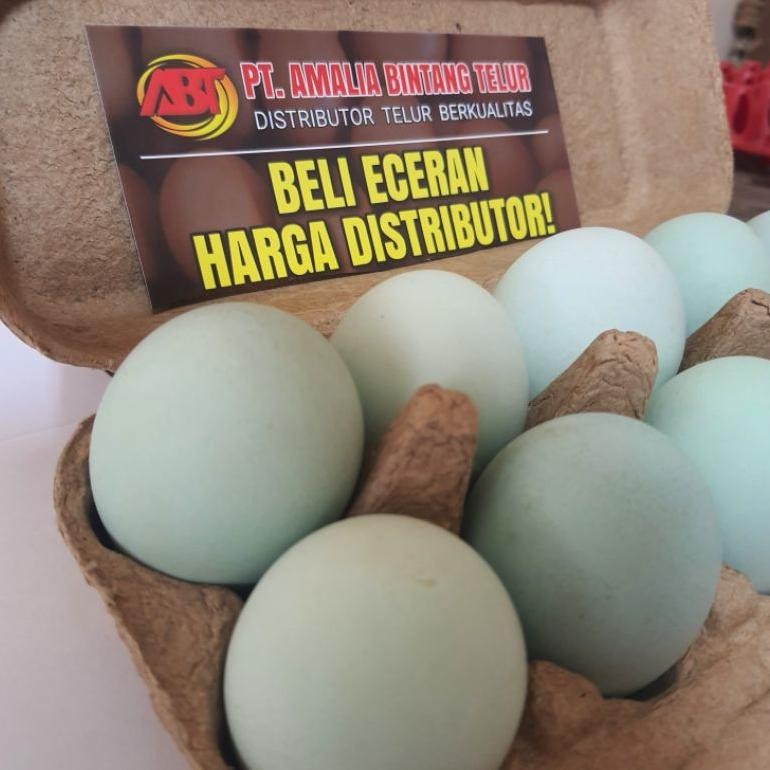 ABT
PT. AMALIA BINTANG TELUR
DISTRIBUTOR TELUR BERKUALITAS
BELI ECERAN
HARGA DISTRIBUTOR!